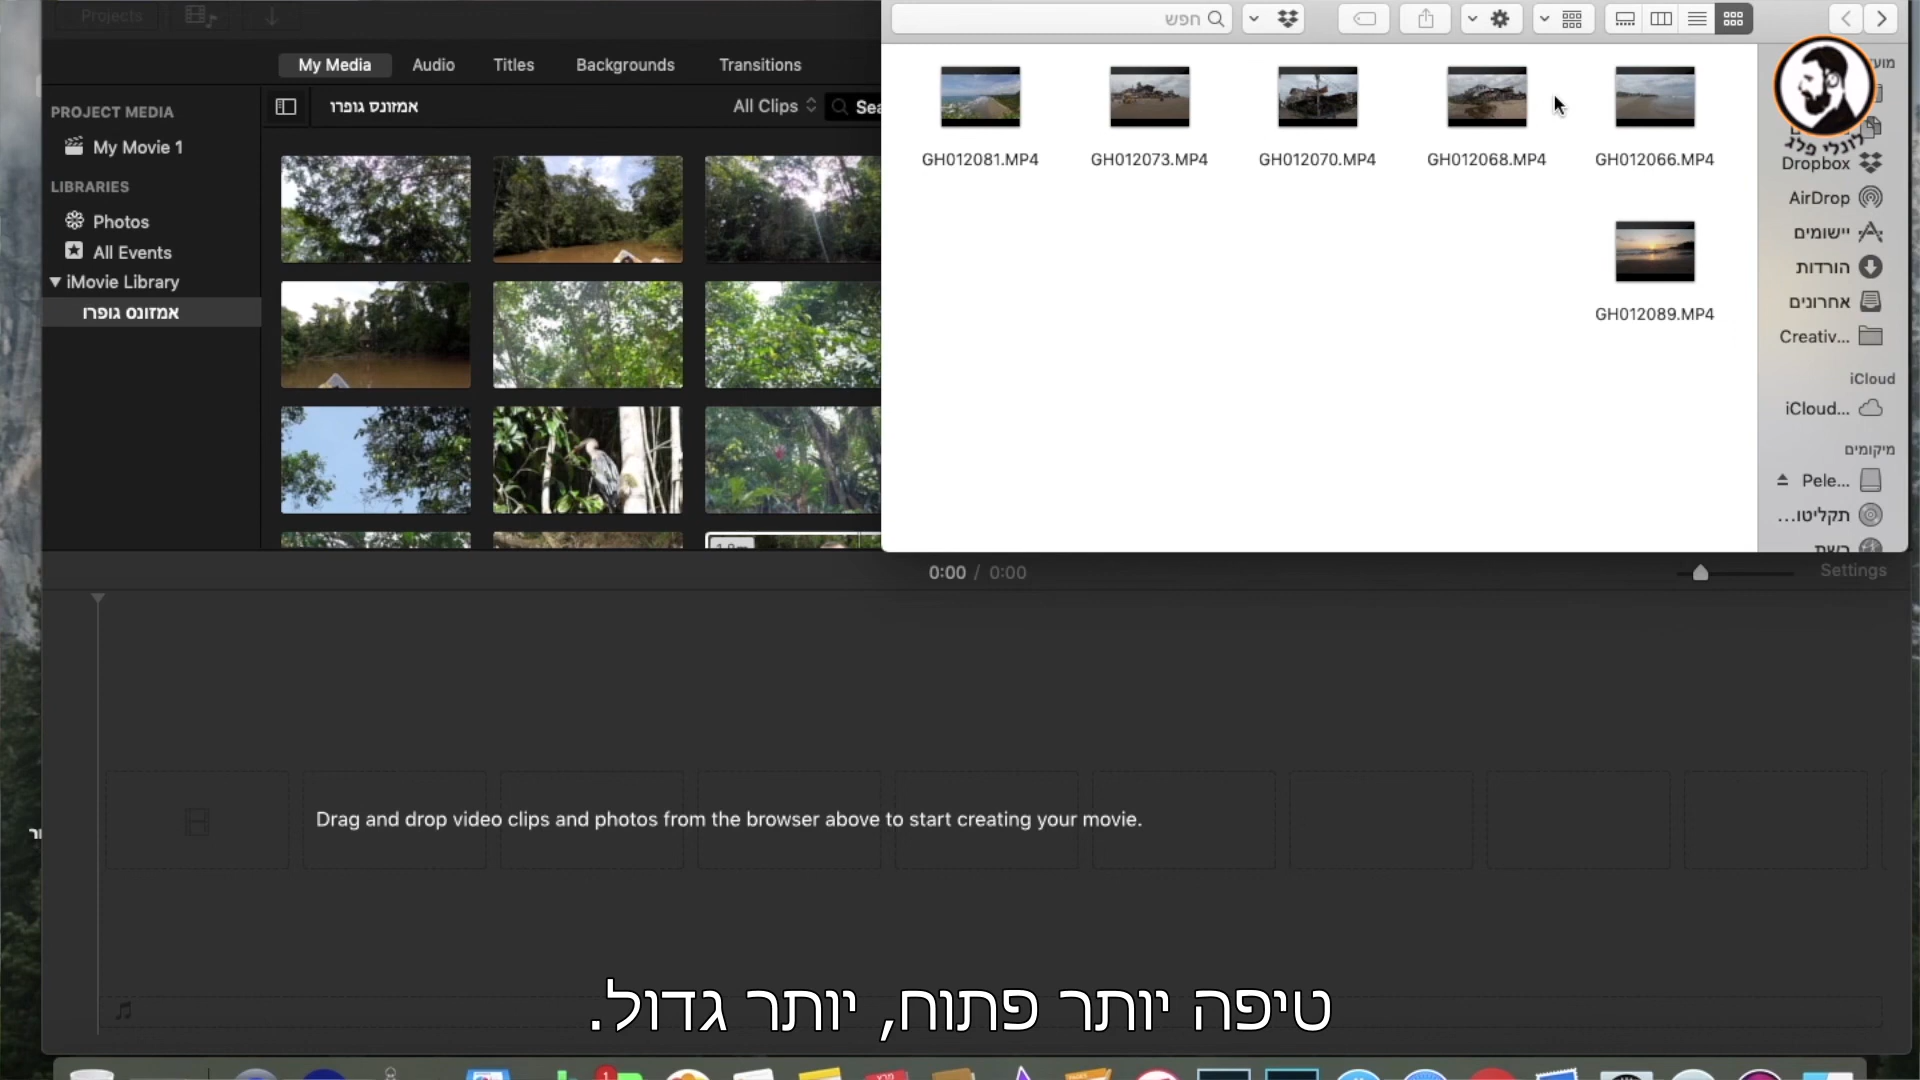 Projects
My Media Audio Titles Backgrounds Transitions
PROJECT MEDIA
My Movie 1
LIBRARIES
Photos
All Events
iMovie Library
אמזונס גופרו
אמזונס גופרו
All Clips
Sea
חפש
GH012081.MP4 GH012073.MP4 GH012070.MP4 GH012068.MP4 GH012066.MP4
GH012089.MP4
Dropbox
AirDrop
יישומים
הורדות
אחרונים
Creativ...
iCloud
iCloud...
מיקומים
Pele...
תקליטו...
רשת
0:00 / 0:00
Settings
Drag and drop video clips and photos from the browser above to start creating your movie.
טיפה יותר פתוח, יותר גדול.